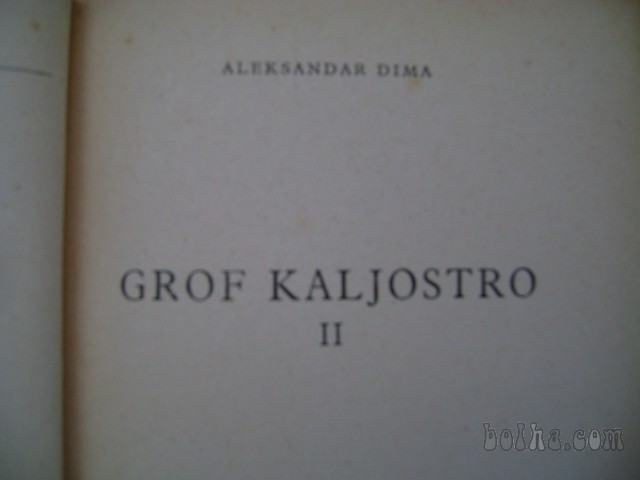 ALEKSANDAR DIMA
GROF KALJOSTRO
II
bolha.com